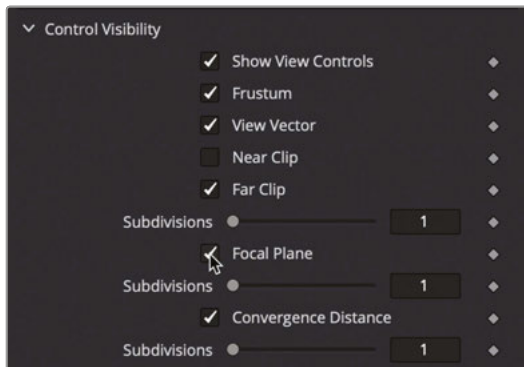 Control Visibility
Show View Controls
Frustum
View Vector
Near Clip
Far Clip
Subdivisions 1
Focal Plane
Subdivisions 1
Convergence Distance
Subdivisions 1